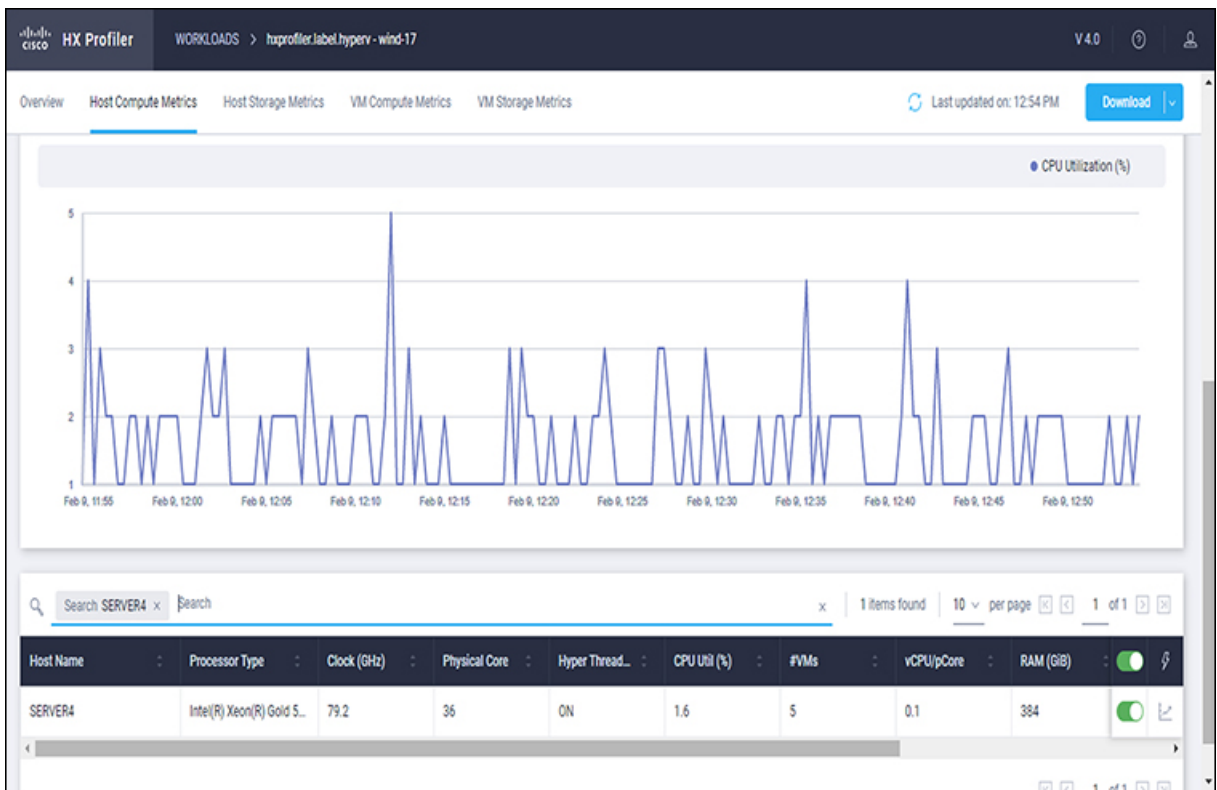 cisco HX Profiler WORKLOADS > hxprofiler.label.hyperv - wind-17 V 4.0
Overview Host Compute Metrics Host Storage Metrics VM Compute Metrics VM Storage Metrics Last updated on: 12:54 PM Download
CPU Utilization (%)
5
4
3
2
1
Feb 9, 11:55 Feb 9, 12:00 Feb 9, 12:05 Feb 9, 12:10 Feb 9, 12:15 Feb 9, 12:20 Feb 9, 12:25 Feb 9, 12:30 Feb 9, 12:35 Feb 9, 12:40 Feb 9, 12:45 Feb 9, 12:50
Search SERVER4 × Search x 1 items found 10 per page 1 of 1
Host Name Processor Type Clock (GHz) Physical Core Hyper Thread... CPU Util (%) #VMs vCPU/pCore RAM (GiB)
SERVER4 Intel(R) Xeon(R) Gold 5... 79.2 36 ON 1.6 5 0.1 384
1 of 1